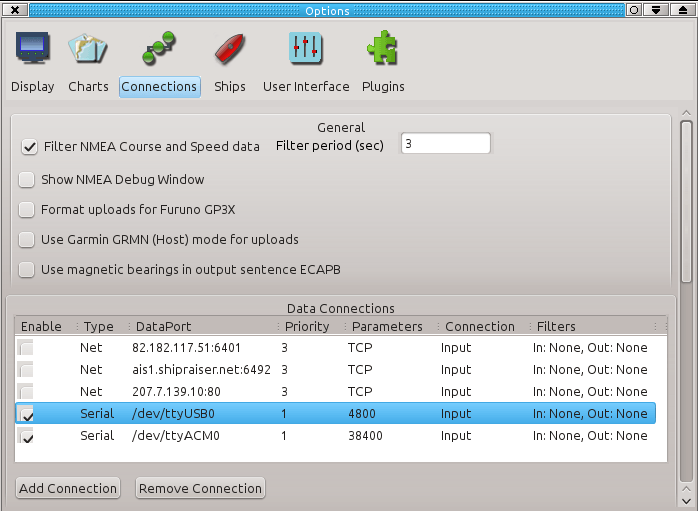 Options
Display Charts Connections Ships User Interface Plugins
General
Filter NMEA Course and Speed data Filter period (sec) 3
Show NMEA Debug Window
Format uploads for Furuno GP3X
Use Garmin GRMN (Host) mode for uploads
Use magnetic bearings in output sentence ECAPB
Data Connections
Enable Type DataPort Priority Parameters Connection Filters
Net 82.182.117.51:6401 3 TCP Input In: None, Out: None
Net ais1.shipraiser.net:6492 3 TCP Input In: None, Out: None
Net 207.7.139.10:80 3 TCP Input In: None, Out: None
Serial /dev/ttyUSB0 1 4800 Input In: None, Out: None
Serial /dev/ttyACM0 1 38400 Input In: None, Out: None
Add Connection Remove Connection